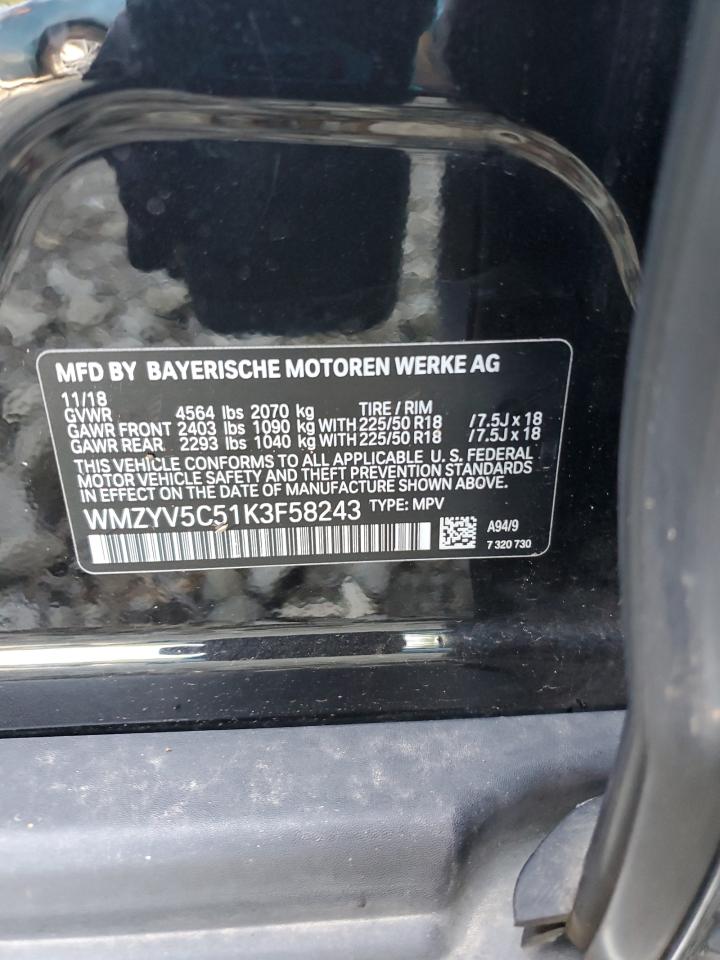 MFD BY BAYERISCHE MOTOREN WERKE AG
11/18
GVWR 4564 lbs 2070 kg TIRE / RIM
GAWR FRONT 2403 lbs 1090 kg WITH 225/50 R18 /7.5J x 18
GAWR REAR 2293 lbs 1040 kg WITH 225/50 R18 /7.5J x 18
THIS VEHICLE CONFORMS TO ALL APPLICABLE U. S. FEDERAL
MOTOR VEHICLE SAFETY AND THEFT PREVENTION STANDARDS
IN EFFECT ON THE DATE OF MANUFACTURE SHOWN ABOVE.
WMZYV5C51K3F58243 TYPE: MPV
A94/9
7 320 730